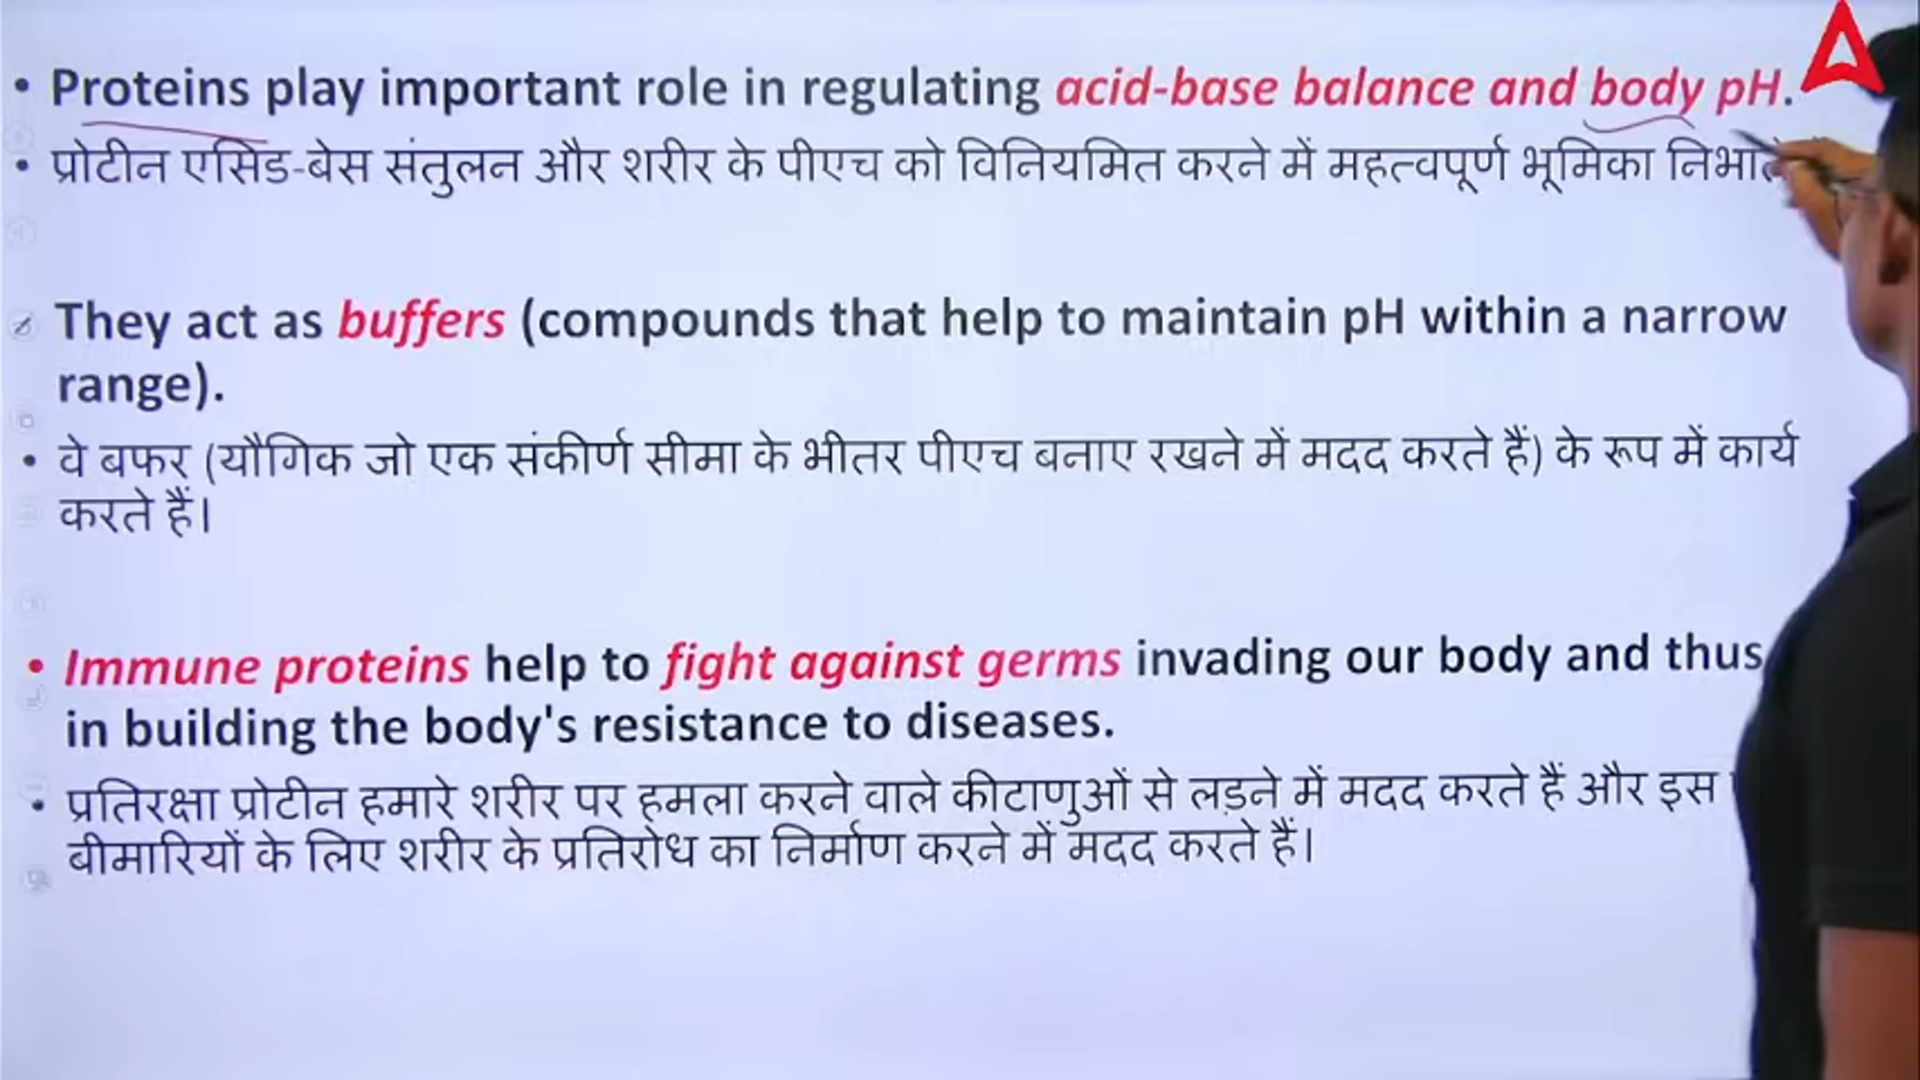 • Proteins play important role in regulating acid-base balance and body pH.
• प्रोटीन एसिड-बेस संतुलन और शरीर के पीएच को विनियमित करने में महत्वपूर्ण भूमिका
They act as buffers (compounds that help to maintain pH within a narrow
range).
• वे बफर (यौगिक जो एक संकीर्ण सीमा के भीतर पीएच बनाए रखने में मदद करते हैं) के रूप में कार्य
करते हैं।
• Immune proteins help to fight against germs invading our body and thus
in building the body's resistance to diseases.
• प्रतिरक्षा प्रोटीन हमारे शरीर पर हमला करने वाले कीटाणुओं से लड़ने में मदद करते हैं और इस
बीमारियों के लिए शरीर के प्रतिरोध का निर्माण करने में मदद करते हैं।